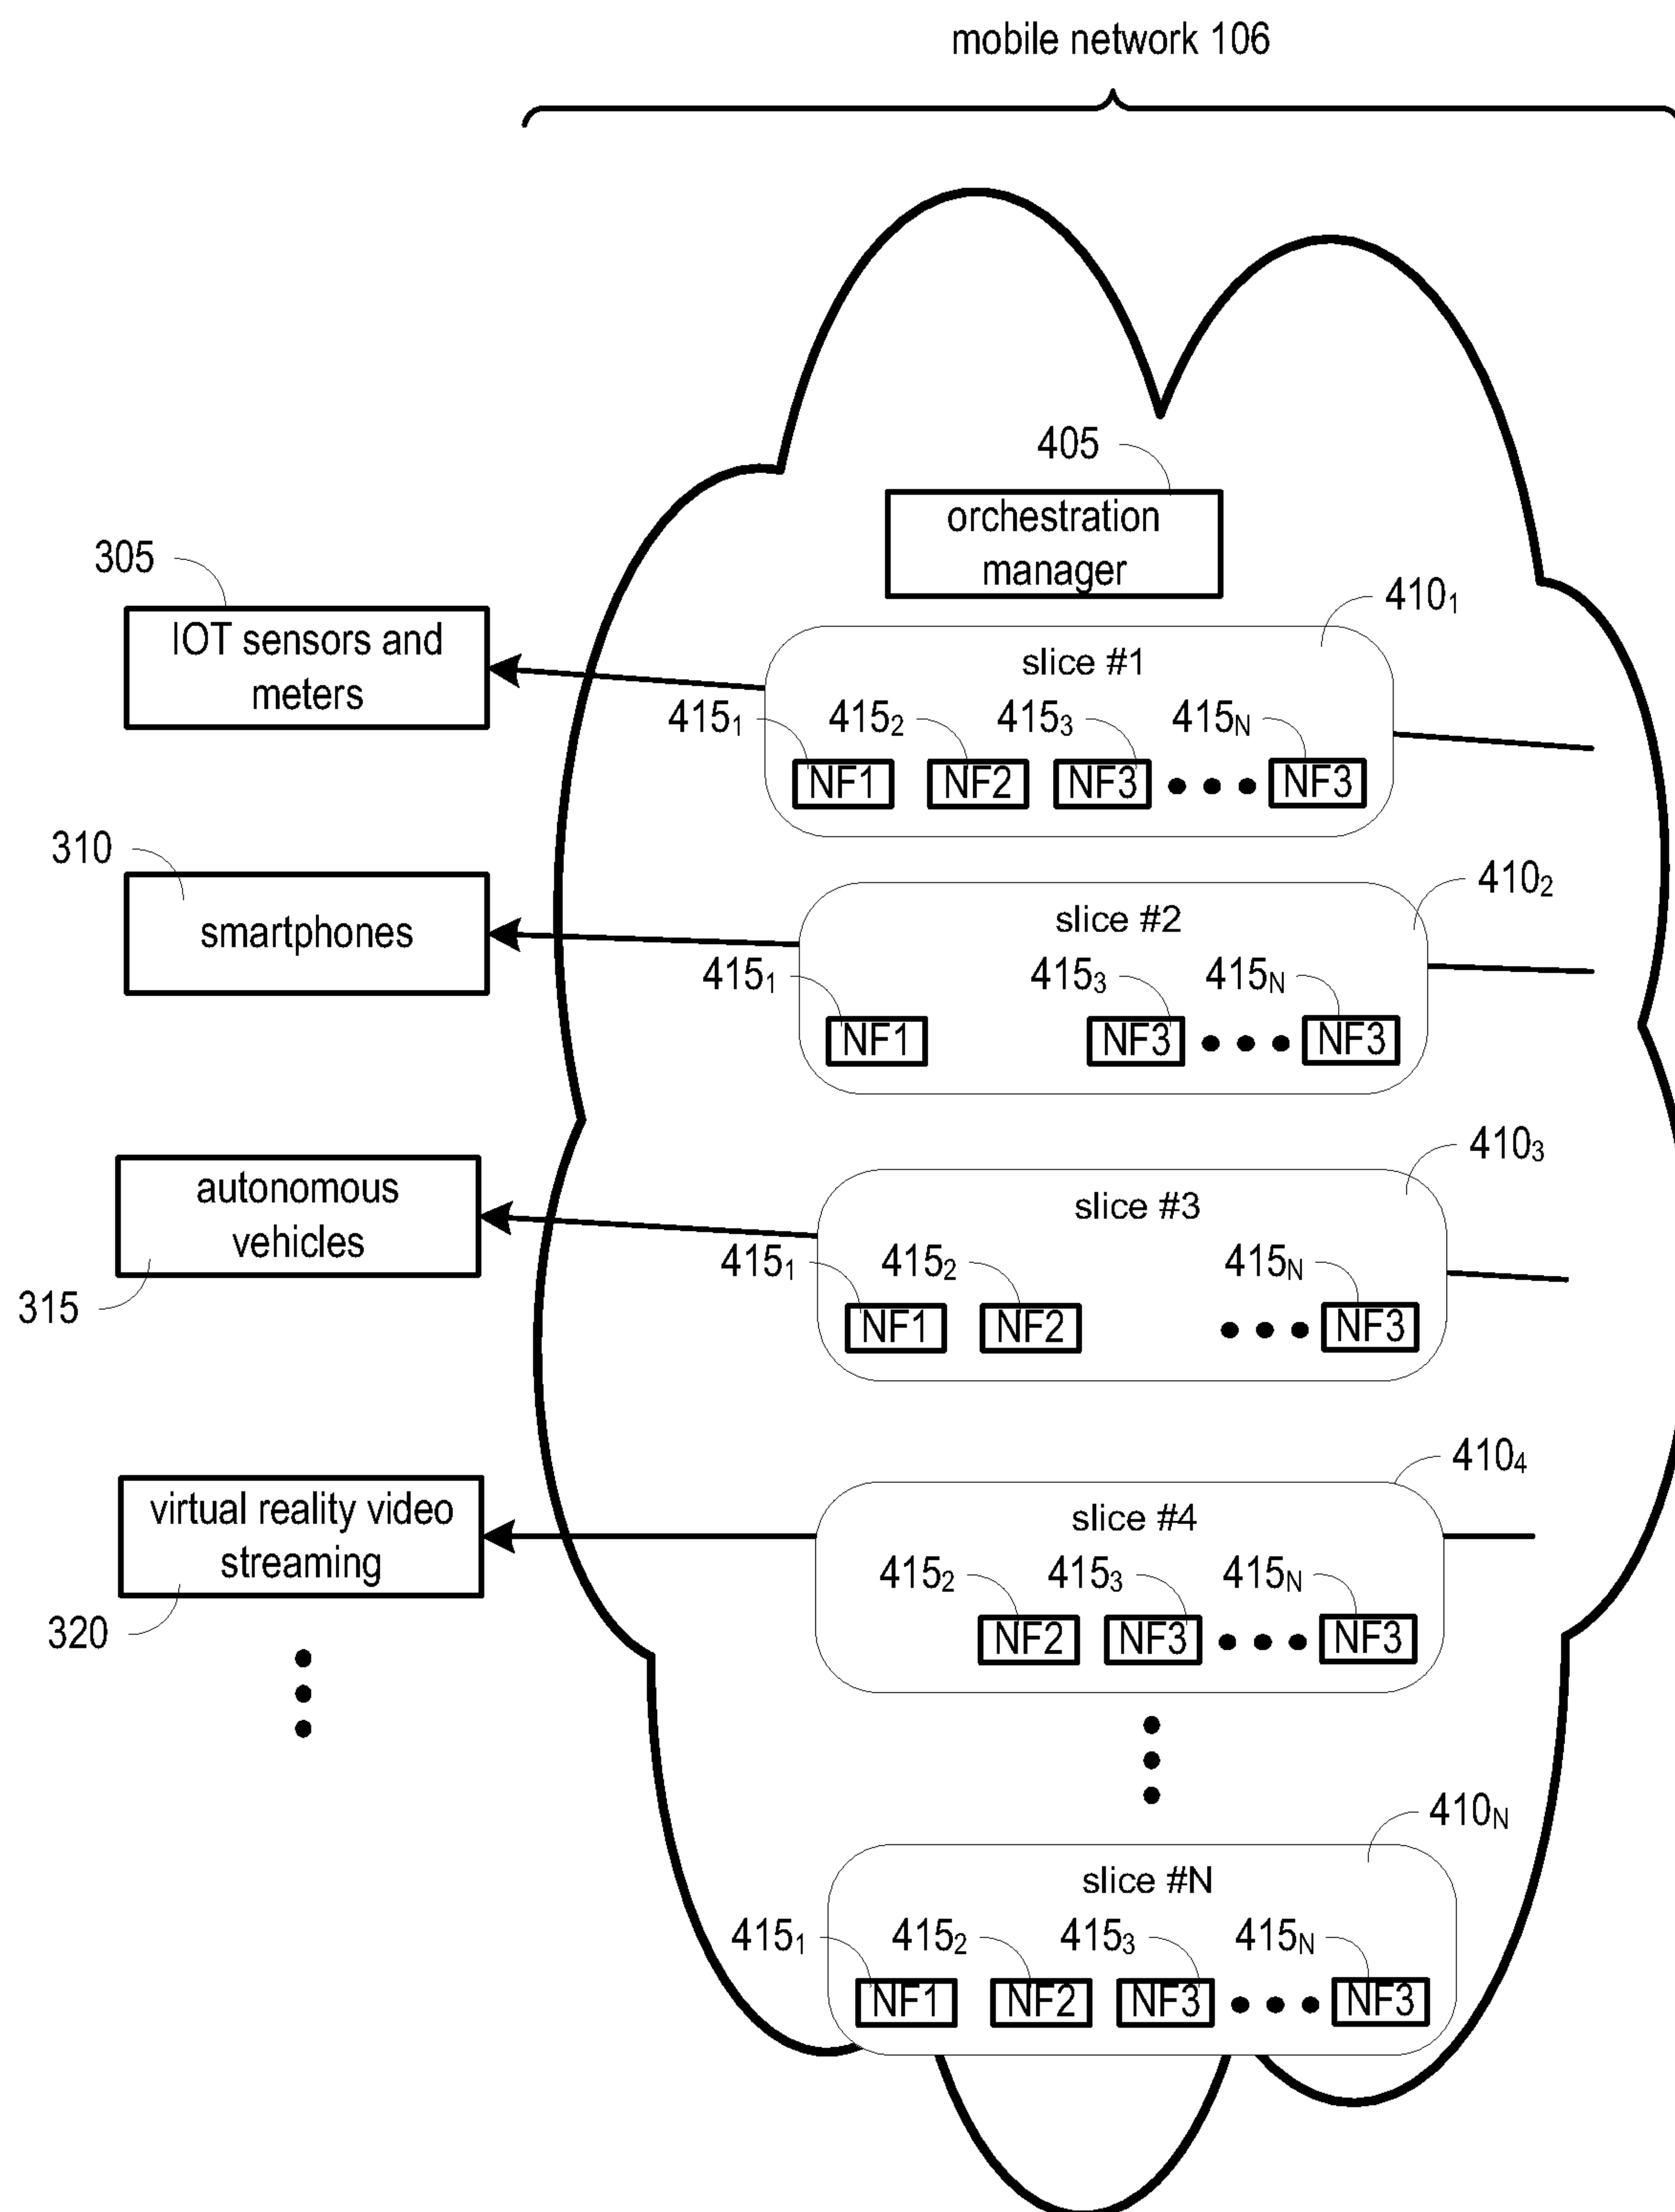 mobile network 106
405
orchestration
manager
305
IOT sensors and
meters
410₁
slice #1
415₁ 415₂ 415₃ 415N
NF1 NF2 NF3 NF3
310
smartphones
410₂
slice #2
415₁ 415₃ 415N
NF1 NF3 NF3
autonomous
vehicles
315
410₃
slice #3
415₁ 415₂ 415N
NF1 NF2 NF3
virtual reality video
streaming
320
410₄
slice #4
415₂ 415₃ 415N
NF2 NF3 NF3
410N
slice #N
415₁ 415₂ 415₃ 415N
NF1 NF2 NF3 NF3